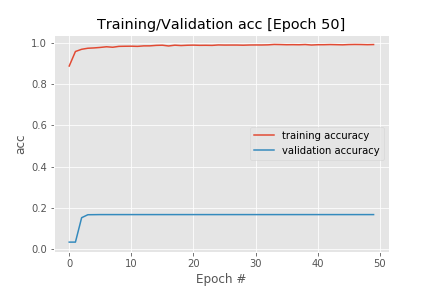 Training/Validation acc [Epoch 50]
acc
1.0
0.8
0.6
0.4
0.2
0.0
training accuracy
validation accuracy
0 10 20 30 40 50
Epoch #